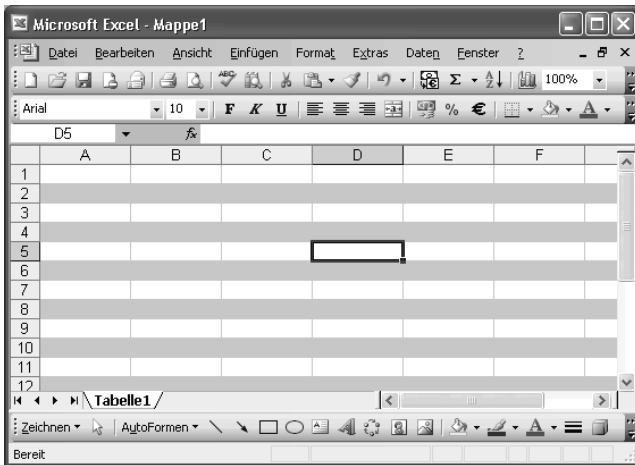 Microsoft Excel - Mappe1
Datei Bearbeiten Ansicht Einfügen Format Extras Daten Fenster ?
ABC Σ A Z 100%
Arial 10 F K U % € A
D5 fx
A B C D E F
1
2
3
4
5
6
7
8
9
10
11
12
Tabelle1
Zeichnen AutoFormen A
Bereit